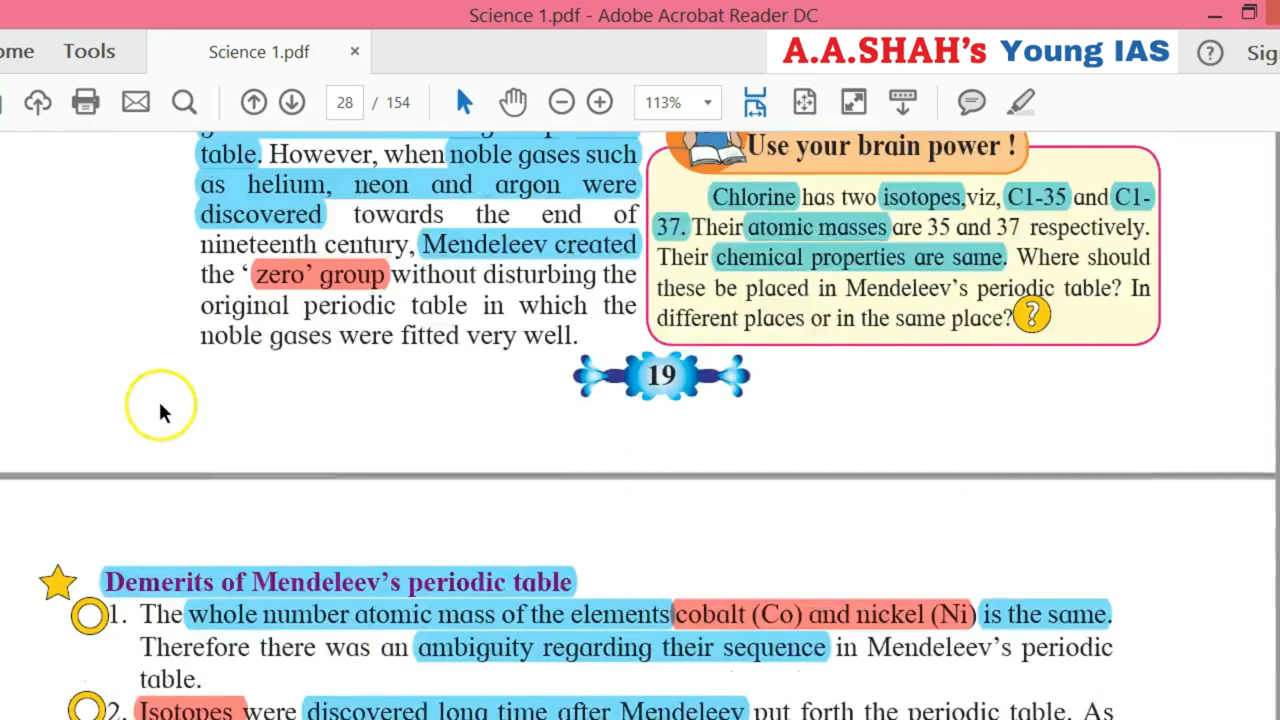 Science 1.pdf - Adobe Acrobat Reader DC
ome Tools Science 1.pdf × A.A.SHAH's Young IAS ? Sig
28 / 154 113%
table. However, when noble gases such
as helium, neon and argon were
discovered towards the end of
nineteenth century, Mendeleev created
the ‘ zero’ group without disturbing the
original periodic table in which the
noble gases were fitted very well.
Use your brain power !
Chlorine has two isotopes,viz, C1-35 and C1-
37. Their atomic masses are 35 and 37 respectively.
Their chemical properties are same. Where should
these be placed in Mendeleev’s periodic table? In
different places or in the same place? ?
19
Demerits of Mendeleev’s periodic table
1. The whole number atomic mass of the elements cobalt (Co) and nickel (Ni) is the same.
Therefore there was an ambiguity regarding their sequence in Mendeleev’s periodic
table.
2. Isotopes were discovered long time after Mendeleev put forth the periodic table. As